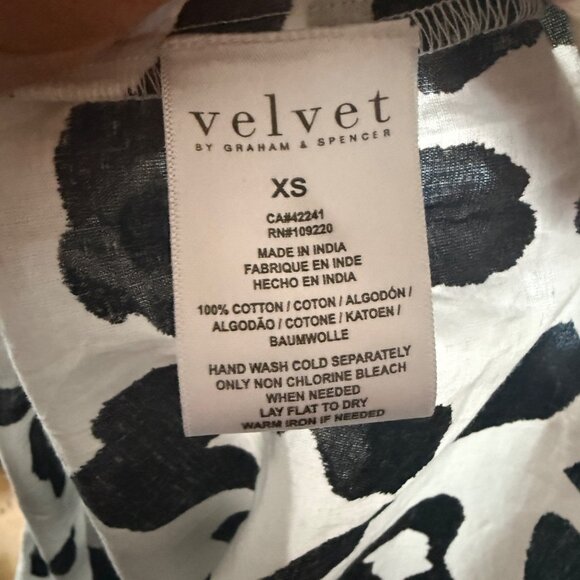 velvet
BY GRAHAM & SPENCER
XS
CA#42241
RN#109220
MADE IN INDIA
FABRIQUE EN INDE
HECHO EN INDIA
100% COTTON / COTON / ALGODÓN /
ALGODÃO / COTONE / KATOEN /
BAUMWOLLE
HAND WASH COLD SEPARATELY
ONLY NON CHLORINE BLEACH
WHEN NEEDED
LAY FLAT TO DRY
WARM IRON IF NEEDED